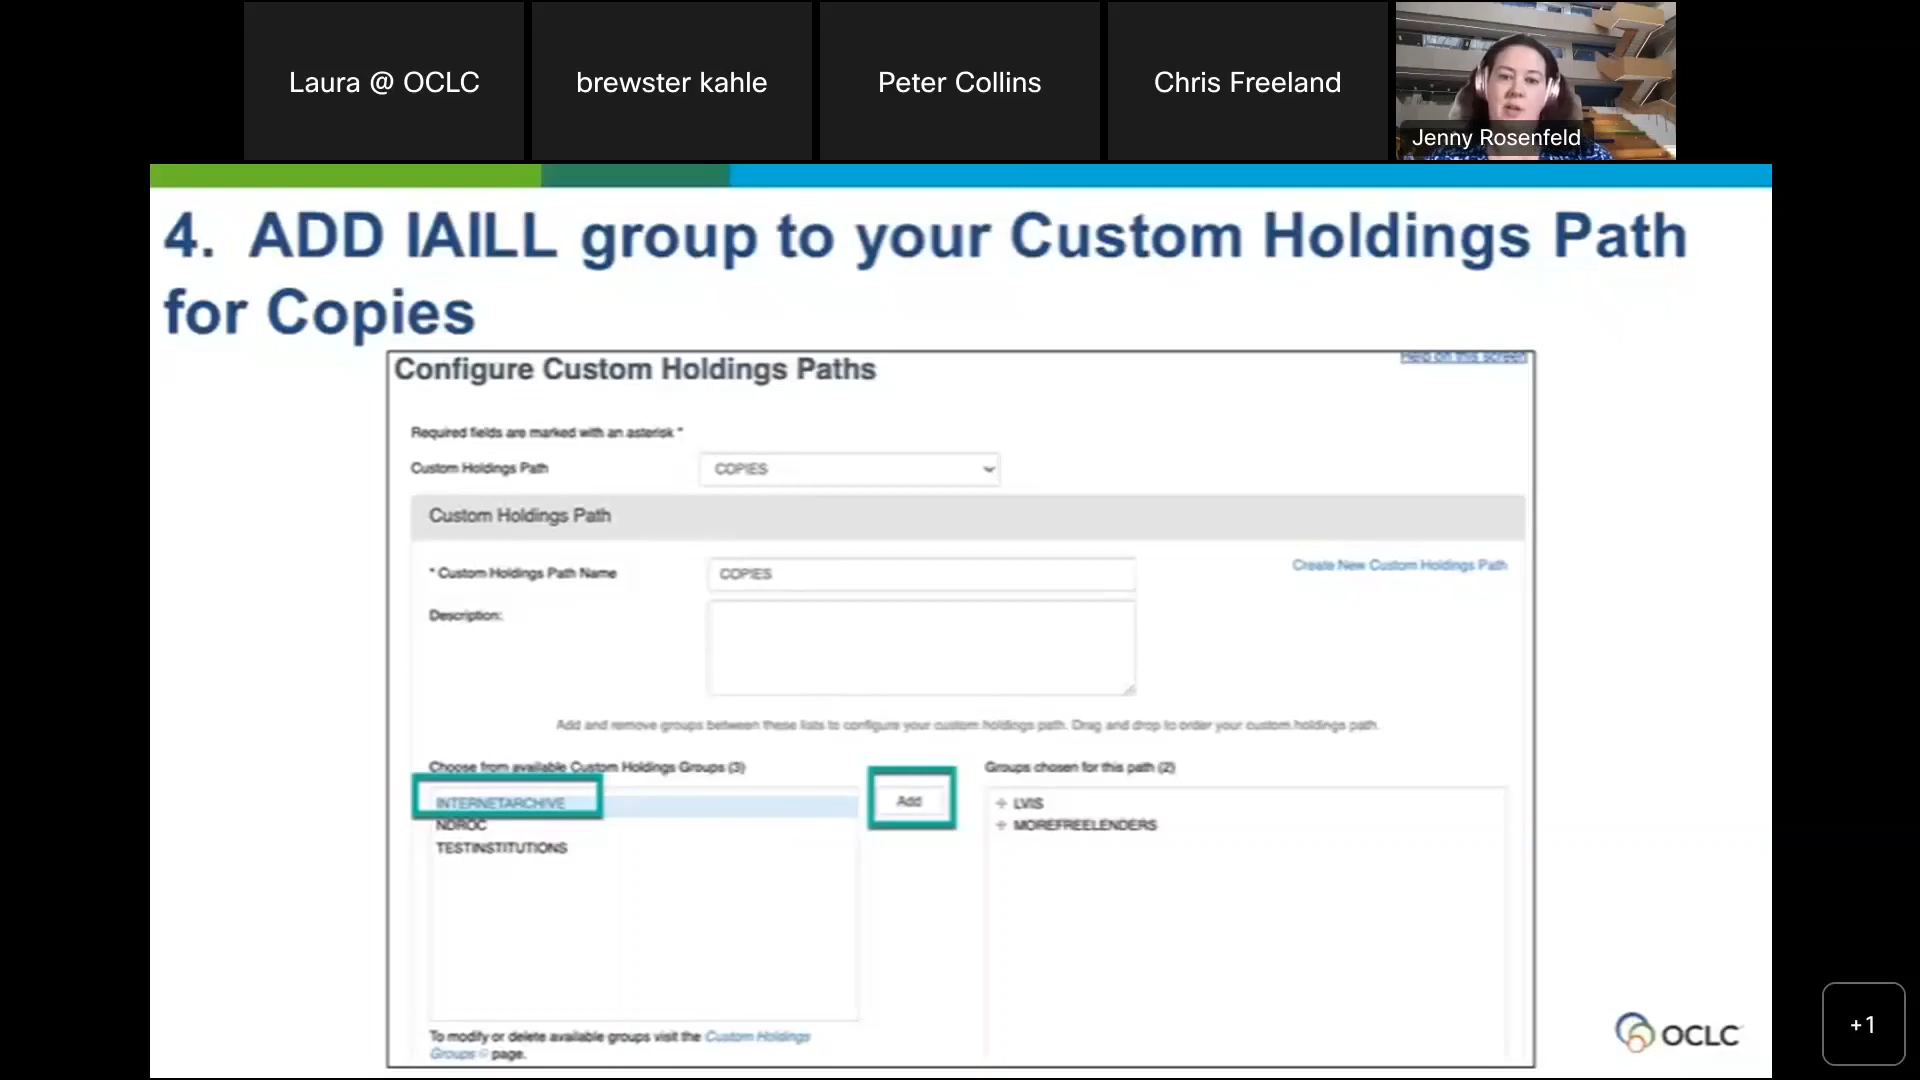 Laura @ OCLC
brewster kahle
Peter Collins
Chris Freeland
Jenny Rosenfeld
4. ADD IAILL group to your Custom Holdings Path
for Copies
Configure Custom Holdings Paths
Help on this screen
Required fields are marked with an asterisk *
Custom Holdings Path
COPIES
Custom Holdings Path
* Custom Holdings Path Name
COPIES
Create New Custom Holdings Path
Description:
Add and remove groups between these lists to configure your custom holdings path. Drag and drop to order your custom holdings path.
Choose from available Custom Holdings Groups (3)
Groups chosen for this path (2)
INTERNETARCHIVE
NDROC
TESTINSTITUTIONS
Add
LVIS
MOREFREELENDERS
To modify or delete available groups visit the Custom Holdings
Groups page.
OCLC
+1